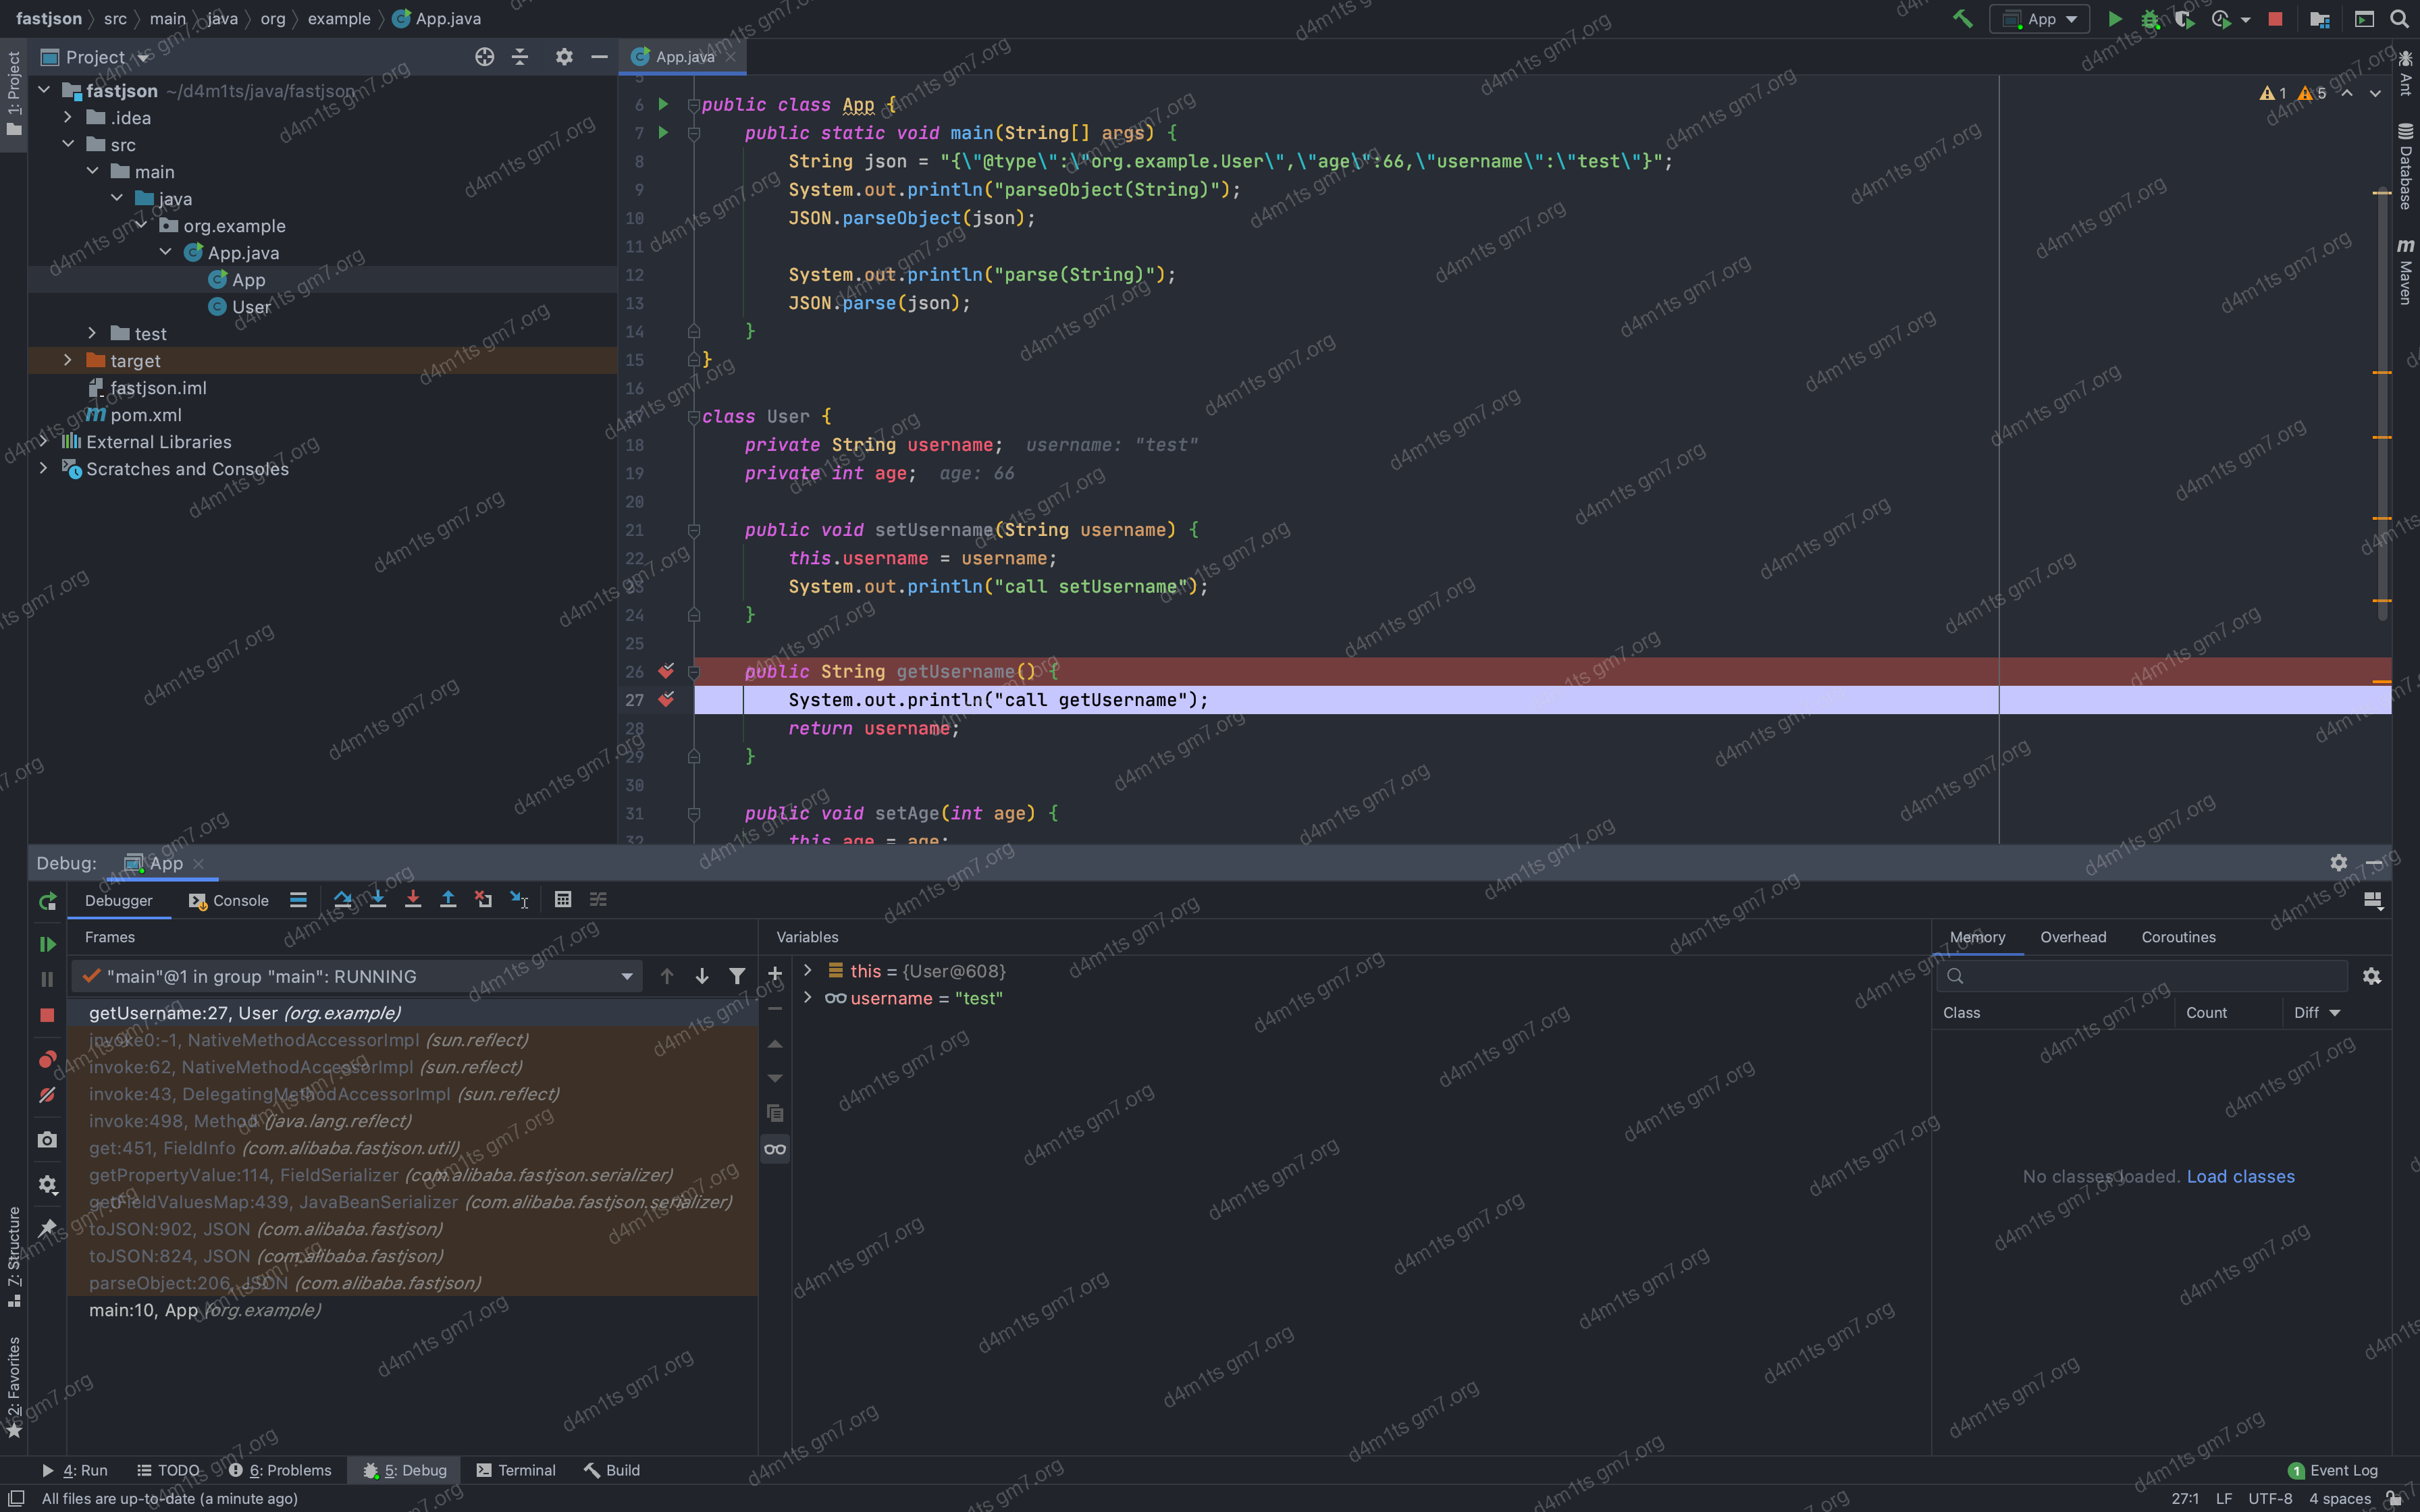 fastjson > src > main > java > org > example > App.java
App
1: Project
Project
App.java
fastjson ~/d4m1ts/java/fastjson
.idea
src
main
java
org.example
App.java
App
User
test
target
fastjson.iml
pom.xml
External Libraries
Scratches and Consoles
1 5
5
6 public class App {
7 public static void main(String[] args) {
8 String json = "{\"@type\":\"org.example.User\",\"age\":66,\"username\":\"test\"}";
9 System.out.println("parseObject(String)");
10 JSON.parseObject(json);
11
12 System.out.println("parse(String)");
13 JSON.parse(json);
14 }
15 }
16
17 class User {
18 private String username; username: "test"
19 private int age; age: 66
20
21 public void setUsername(String username) {
22 this.username = username;
23 System.out.println("call setUsername");
24 }
25
26 public String getUsername() {
27 System.out.println("call getUsername");
28 return username;
29 }
30
31 public void setAge(int age) {
32 this.age = age;
Ant
Database
Maven
Debug: App
Debugger Console
Frames
"main"@1 in group "main": RUNNING
getUsername:27, User (org.example)
invoke0:-1, NativeMethodAccessorImpl (sun.reflect)
invoke:62, NativeMethodAccessorImpl (sun.reflect)
invoke:43, DelegatingMethodAccessorImpl (sun.reflect)
invoke:498, Method (java.lang.reflect)
get:451, FieldInfo (com.alibaba.fastjson.util)
getPropertyValue:114, FieldSerializer (com.alibaba.fastjson.serializer)
getFieldValuesMap:439, JavaBeanSerializer (com.alibaba.fastjson.serializer)
toJSON:902, JSON (com.alibaba.fastjson)
toJSON:824, JSON (com.alibaba.fastjson)
parseObject:206, JSON (com.alibaba.fastjson)
main:10, App (org.example)
Variables
this = {User@608}
username = "test"
Memory Overhead Coroutines
Class Count Diff
No classes loaded. Load classes
7: Structure
2: Favorites
4: Run TODO 6: Problems 5: Debug Terminal Build
1 Event Log
All files are up-to-date (a minute ago)
27:1 LF UTF-8 4 spaces
d4m1ts gm7.org